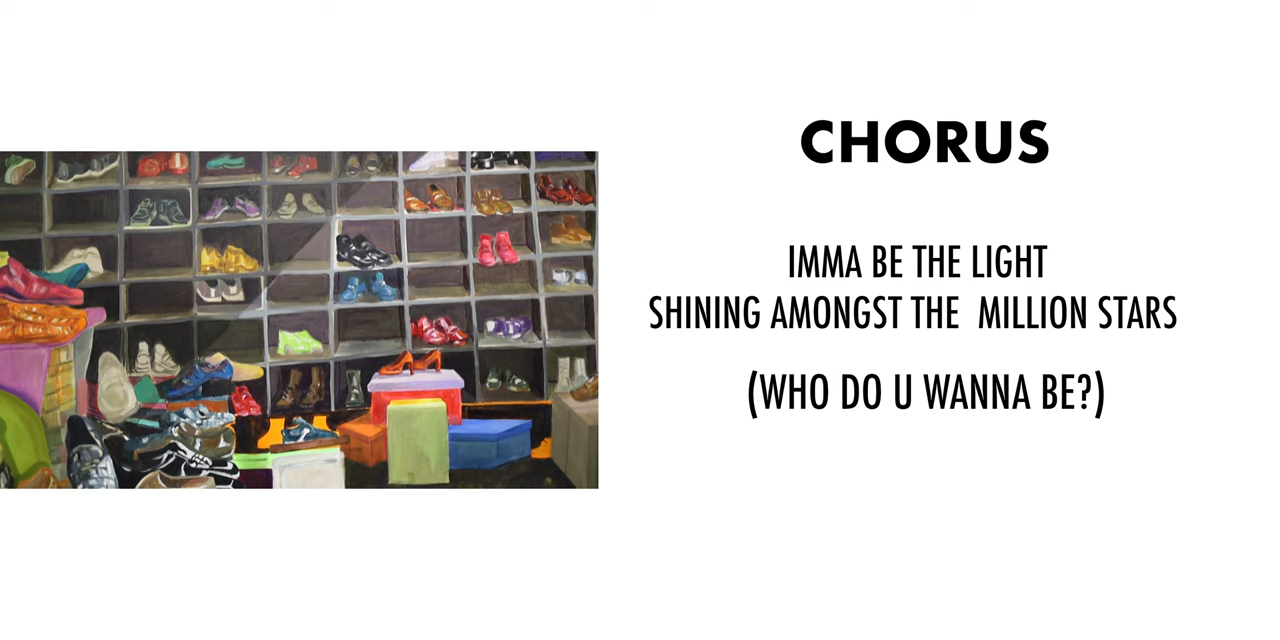 CHORUS
IMMA BE THE LIGHT
SHINING AMONGST THE  MILLION STARS
(WHO DO U WANNA BE?)